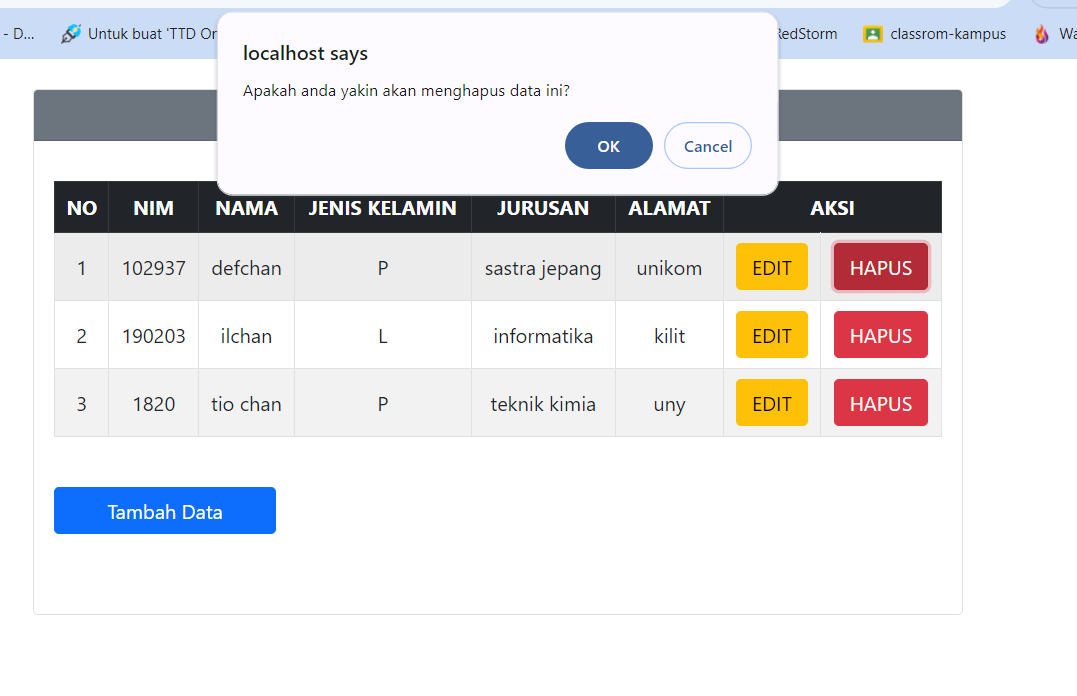 - D...
Untuk buat 'TTD Or
RedStorm
classrom-kampus
localhost says
Apakah anda yakin akan menghapus data ini?
OK
Cancel
NO NIM NAMA JENIS KELAMIN JURUSAN ALAMAT AKSI
1 102937 defchan P sastra jepang unikom EDIT HAPUS
2 190203 ilchan L informatika kilit EDIT HAPUS
3 1820 tio chan P teknik kimia uny EDIT HAPUS
Tambah Data